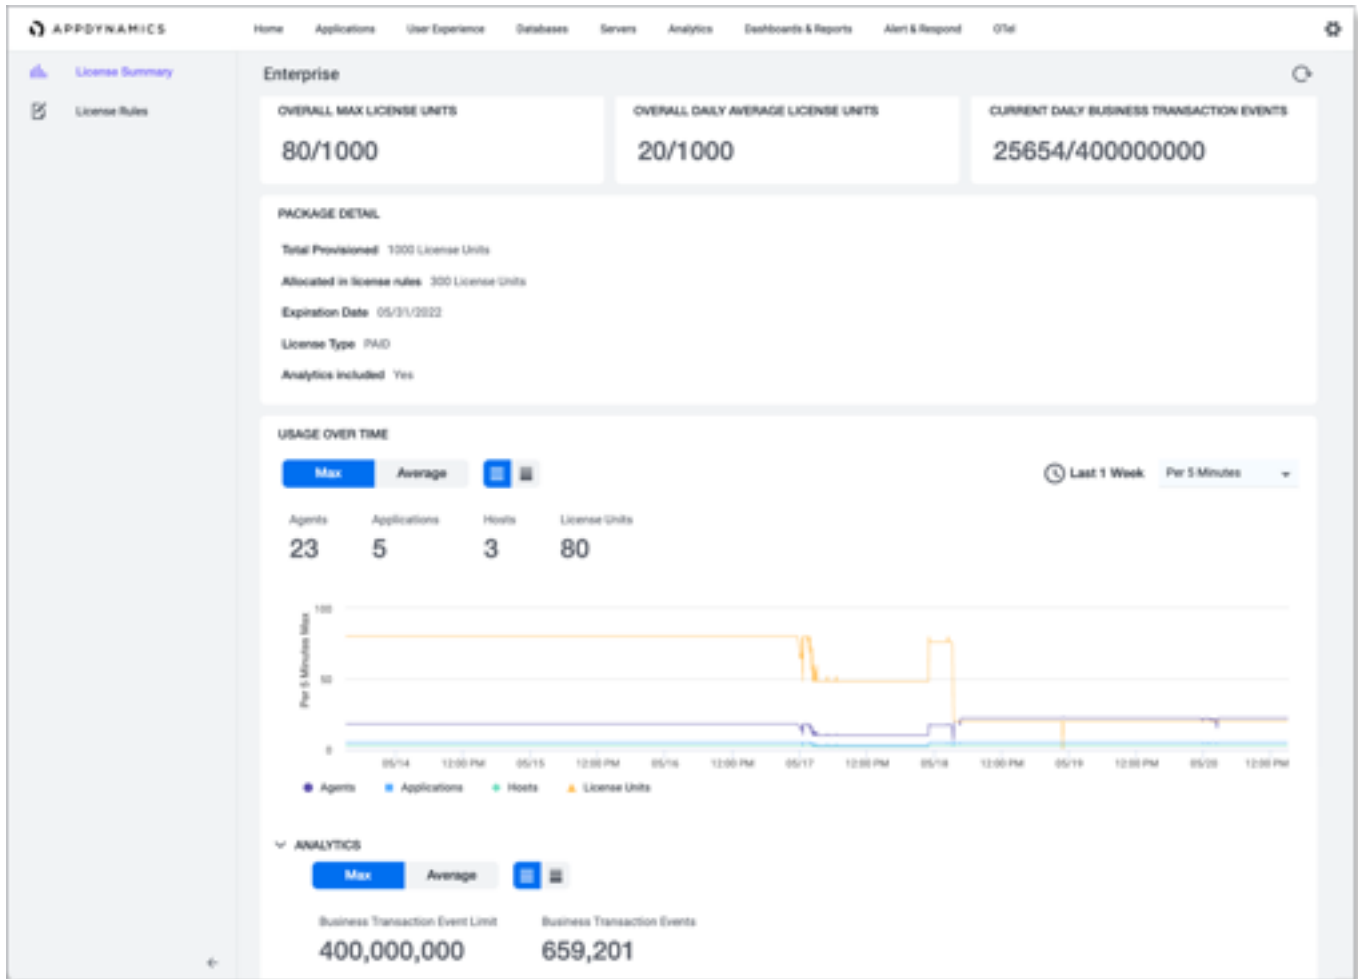 APPDYNAMICS Home Applications User Experience Databases Servers Analytics Dashboards & Reports Alert & Respond OTel
License Summary
License Rules
Enterprise
OVERALL MAX LICENSE UNITS
80/1000
OVERALL DAILY AVERAGE LICENSE UNITS
20/1000
CURRENT DAILY BUSINESS TRANSACTION EVENTS
25654/400000000
PACKAGE DETAIL
Total Provisioned 1000 License Units
Allocated in license rules 300 License Units
Expiration Date 05/31/2022
License Type PAID
Analytics included Yes
USAGE OVER TIME
Max Average
Last 1 Week Per 5 Minutes
Agents Applications Hosts License Units
23 5 3 80
Per 5 Minutes Max
100
50
0
05/14 12:00 PM 05/15 12:00 PM 05/16 12:00 PM 05/17 12:00 PM 05/18 12:00 PM 05/19 12:00 PM 05/20 12:00 PM
Agents Applications Hosts License Units
ANALYTICS
Max Average
Business Transaction Event Limit Business Transaction Events
400,000,000 659,201